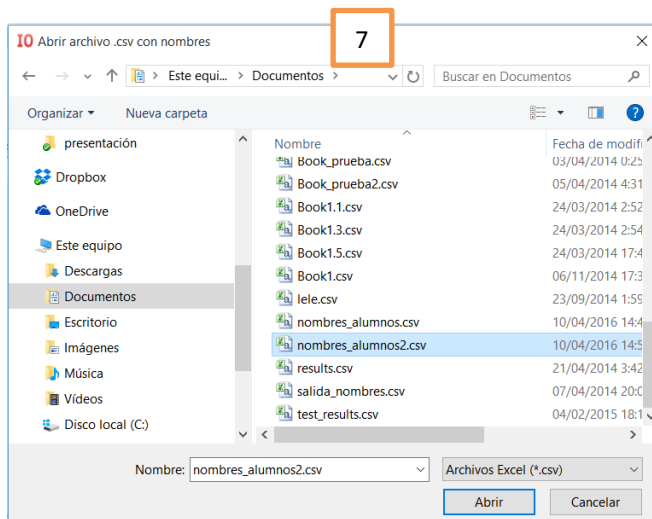 7
IO Abrir archivo .csv con nombres
Este equi... > Documentos >
Buscar en Documentos
Organizar
Nueva carpeta
presentación
Dropbox
OneDrive
Este equipo
Descargas
Documentos
Escritorio
Imágenes
Música
Vídeos
Disco local (C:)
Nombre
Fecha de modifi
Book_prueba.csv
03/04/2014 0:25
Book_prueba2.csv
05/04/2014 4:31
Book1.1.csv
24/03/2014 2:52
Book1.3.csv
24/03/2014 2:54
Book1.5.csv
24/03/2014 17:4
Book1.csv
06/11/2014 17:3
lele.csv
23/09/2014 1:59
nombres_alumnos.csv
10/04/2016 14:4
nombres_alumnos2.csv
10/04/2016 14:5
results.csv
21/04/2014 3:42
salida_nombres.csv
07/04/2014 20:0
test_results.csv
04/02/2015 18:1
Nombre:
nombres_alumnos2.csv
Archivos Excel (*.csv)
Abrir
Cancelar